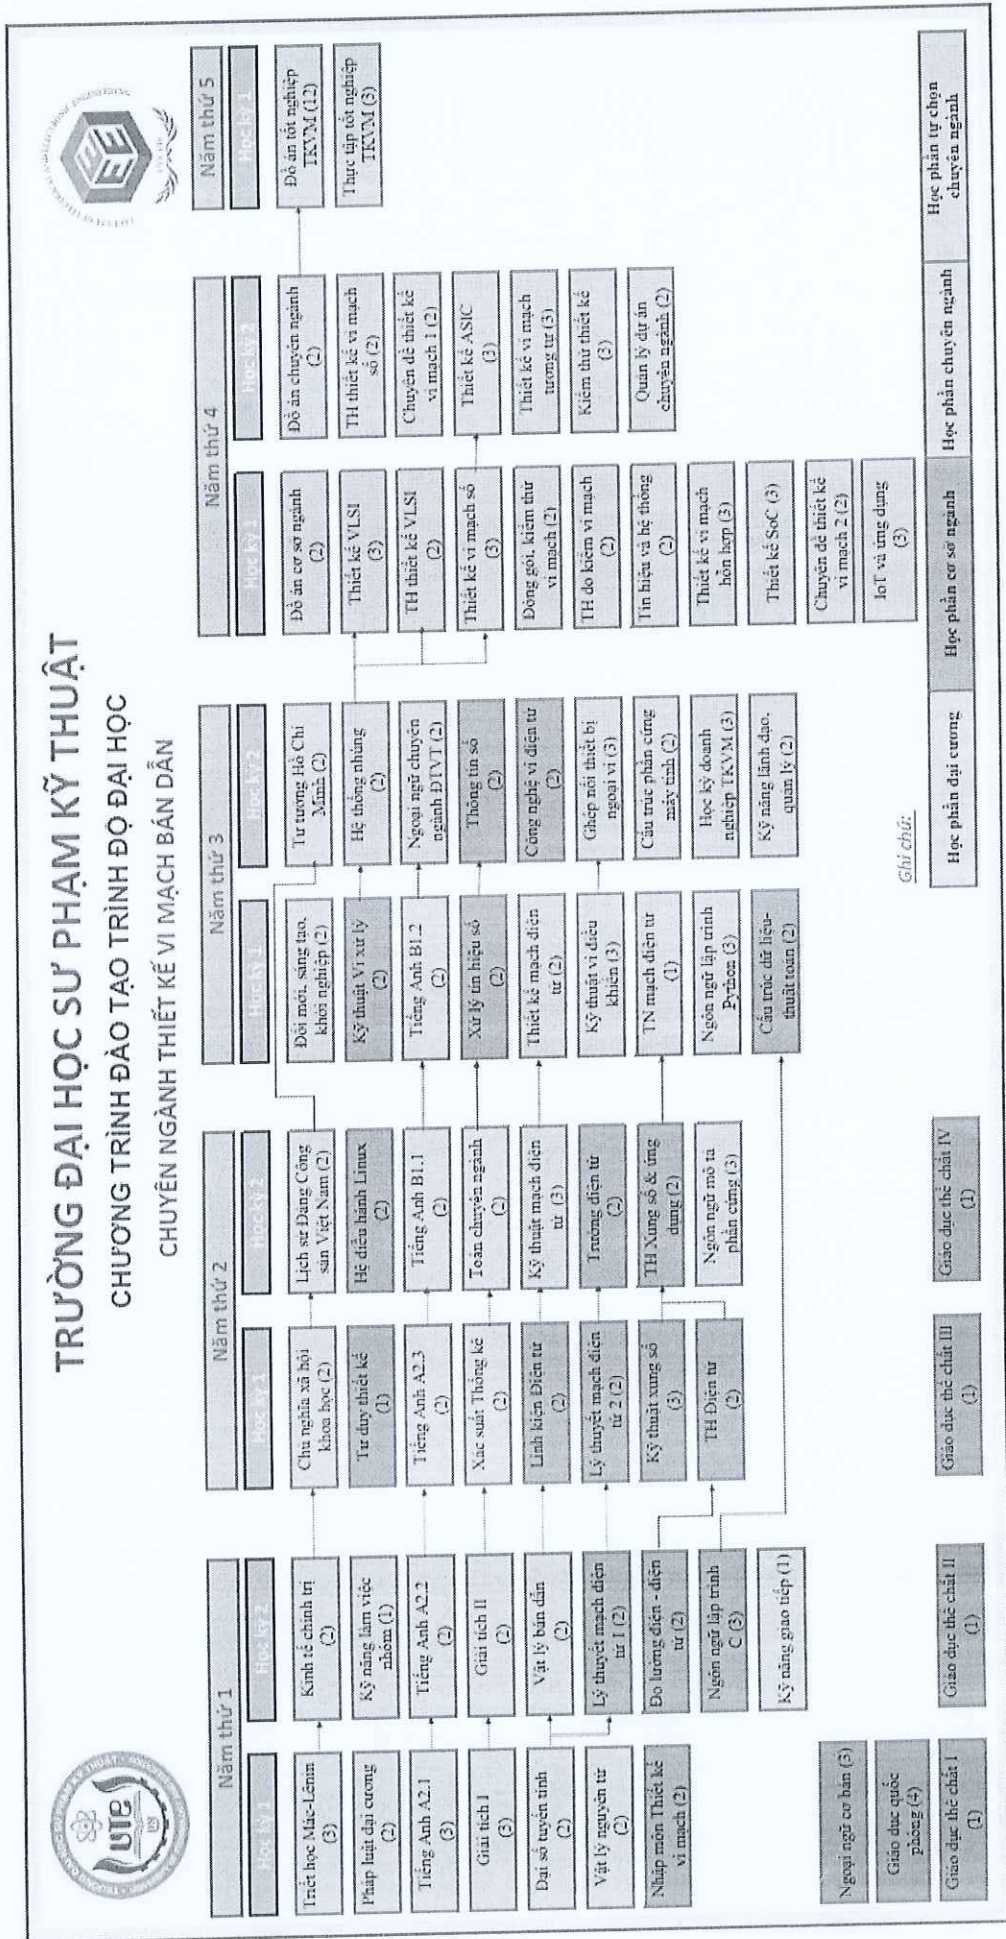 TRƯỜNG ĐẠI HỌC SƯ PHẠM KỸ THUẬT
CHƯƠNG TRÌNH ĐÀO TẠO TRÌNH ĐỘ ĐẠI HỌC
CHUYÊN NGÀNH THIẾT KẾ VI MẠCH BÁN DẪN
UTE
Năm thứ 1
Học kỳ 1
Triết học Mác-Lênin
(3)
Pháp luật đại cương
(2)
Tiếng Anh A2.1
(3)
Giải tích I
(3)
Đại số tuyến tính
(2)
Vật lý nguyên tử
(2)
Nhập môn Thiết kế
vi mạch (2)
Ngoại ngữ cơ bản (3)
Giáo dục quốc
phòng (4)
Giáo dục thể chất I
(1)
Học kỳ 2
Kinh tế chính trị
(2)
Kỹ năng làm việc
nhóm (1)
Tiếng Anh A2.2
(2)
Giải tích II
(2)
Vật lý bán dẫn
(2)
Lý thuyết mạch điện
tử 1 (2)
Đo lường điện - điện
tử (2)
Ngôn ngữ lập trình
C (3)
Kỹ năng giao tiếp (1)
Giáo dục thể chất II
(1)
Năm thứ 2
Học kỳ 1
Chủ nghĩa xã hội
khoa học (2)
Tư duy thiết kế
(1)
Tiếng Anh A2.3
(2)
Xác suất Thống kê
(2)
Linh kiện Điện tử
(2)
Lý thuyết mạch điện
tử 2 (2)
Kỹ thuật xung số
(3)
TH Điện tử
(2)
Giáo dục thể chất III
(1)
Học kỳ 2
Lịch sử Đảng Cộng
sản Việt Nam (2)
Hệ điều hành Linux
(2)
Tiếng Anh B1.1
(2)
Toán chuyên ngành
(2)
Kỹ thuật mạch điện
tử (3)
Trường điện từ
(2)
TH Xung số & ứng
dụng (2)
Ngôn ngữ mô tả
phần cứng (3)
Giáo dục thể chất IV
(1)
Năm thứ 3
Học kỳ 1
Đổi mới, sáng tạo,
khởi nghiệp (2)
Kỹ thuật Vi xử lý
(2)
Tiếng Anh B1.2
(2)
Xử lý tín hiệu số
(2)
Thiết kế mạch điện
tử (2)
Kỹ thuật vi điều
khiển (3)
TN mạch điện tử
(1)
Ngôn ngữ lập trình
Python (3)
Cấu trúc dữ liệu-
thuật toán (2)
Học kỳ 2
Tư tưởng Hồ Chí
Minh (2)
Hệ thống nhúng
(2)
Ngoại ngữ chuyên
ngành ĐTVT (2)
Thông tin số
(2)
Công nghệ vi điện tử
(2)
Ghép nối thiết bị
ngoại vi (3)
Cấu trúc phần cứng
máy tính (2)
Học kỳ doanh
nghiệp TKVM (3)
Kỹ năng lãnh đạo,
quản lý (2)
Năm thứ 4
Học kỳ 1
Đồ án cơ sở ngành
(2)
Thiết kế VLSI
(3)
TH thiết kế VLSI
(2)
Thiết kế vi mạch số
(3)
Đóng gói, kiểm thử
vi mạch (2)
TH đo kiểm vi mạch
(2)
Tín hiệu và hệ thống
(2)
Thiết kế vi mạch
hỗn hợp (3)
Thiết kế SoC (3)
Chuyên đề thiết kế
vi mạch 2 (2)
IoT và ứng dụng
(3)
Học kỳ 2
Đồ án chuyên ngành
(2)
TH thiết kế vi mạch
số (2)
Chuyên đề thiết kế
vi mạch 1 (2)
Thiết kế ASIC
(3)
Thiết kế vi mạch
tương tự (3)
Kiểm thử thiết kế
(3)
Quản lý dự án
chuyên ngành (2)
Năm thứ 5
Học kỳ 1
Đồ án tốt nghiệp
TKVM (12)
Thực tập tốt nghiệp
TKVM (3)
Ghi chú:
Học phần đại cương
Học phần cơ sở ngành
Học phần chuyên ngành
Học phần tự chọn
chuyên ngành